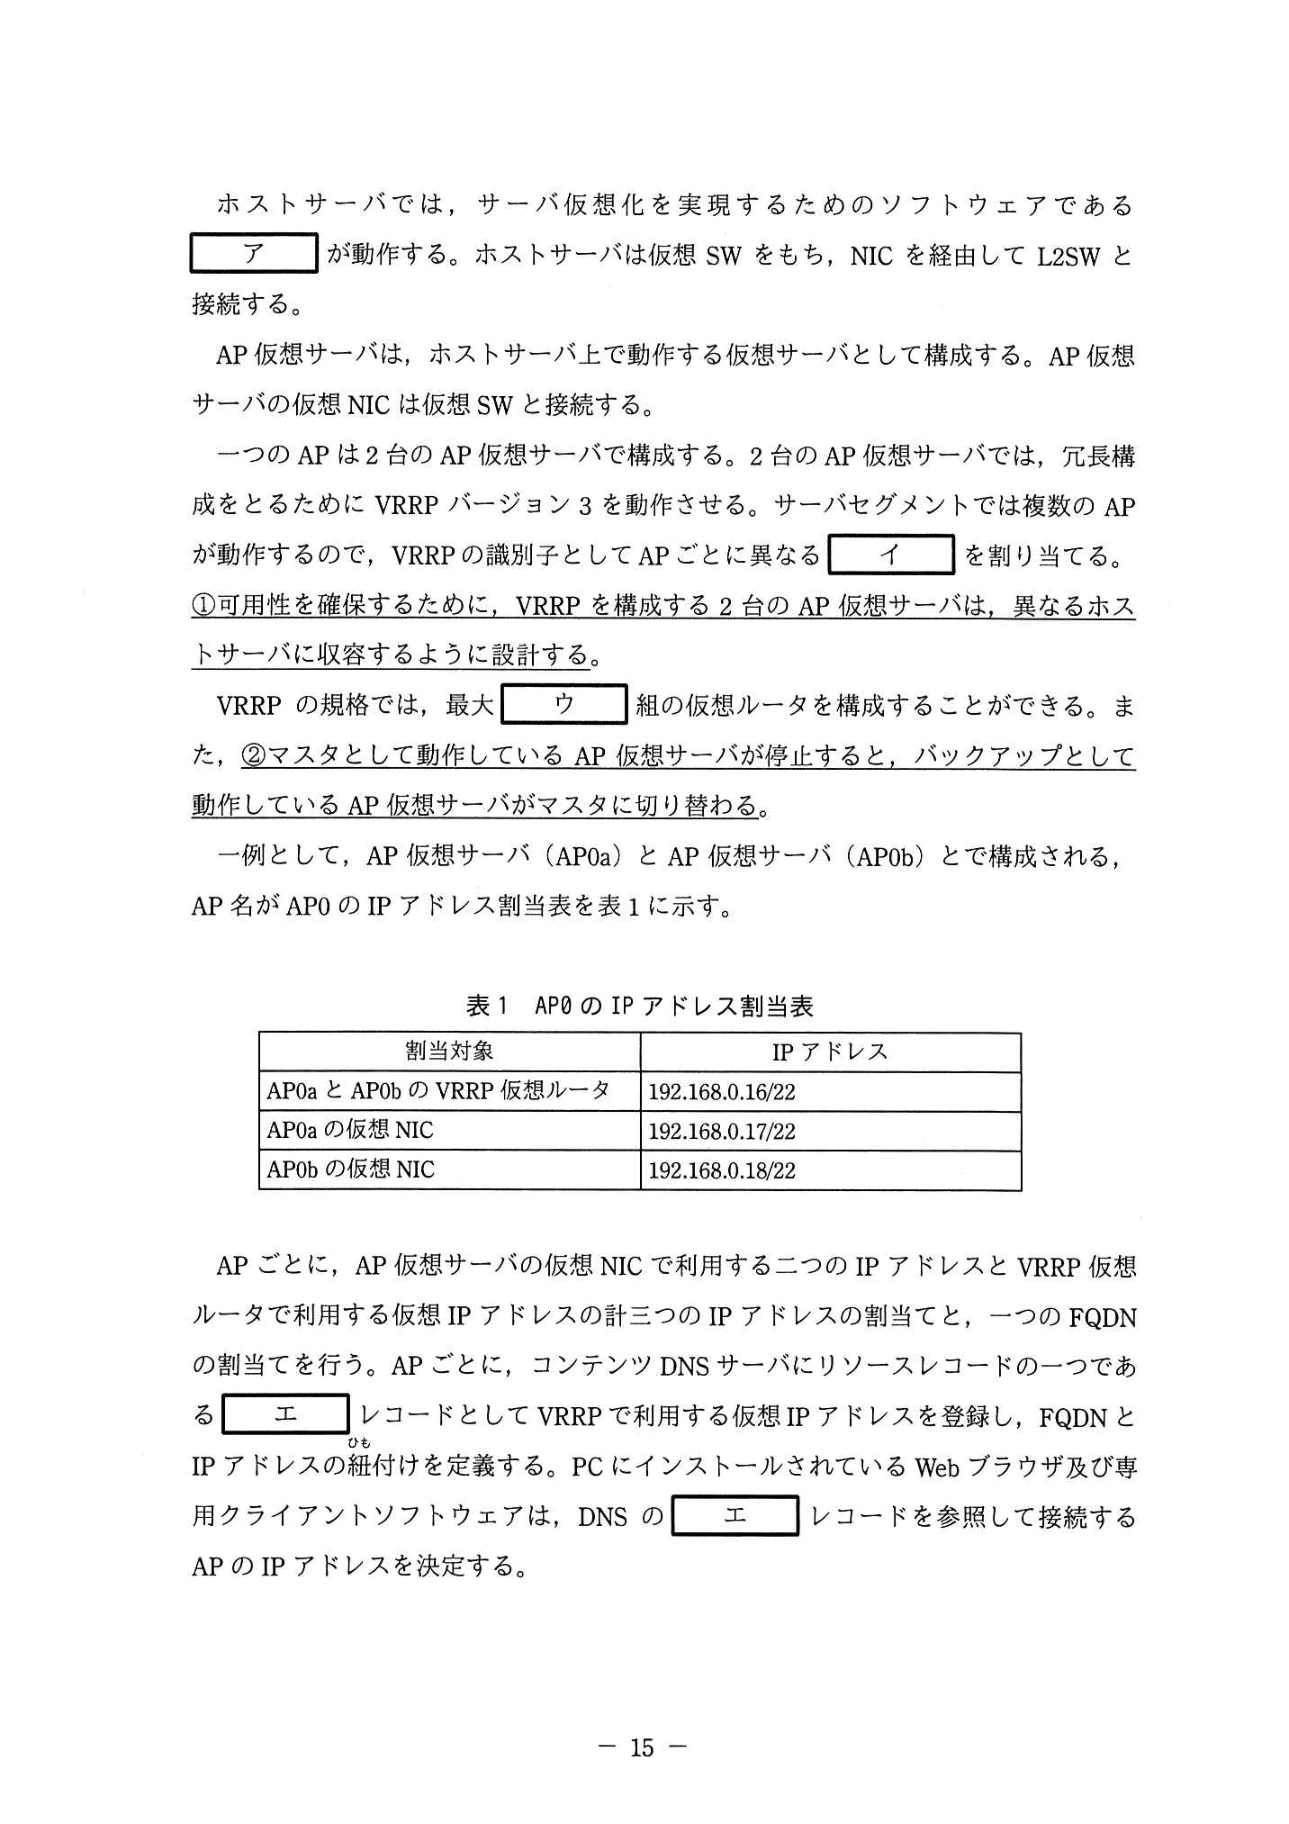 ホストサーバでは，サーバ仮想化を実現するためのソフトウェアである
ア が動作する。ホストサーバは仮想 SW をもち，NIC を経由して L2SW と
接続する。
AP 仮想サーバは，ホストサーバ上で動作する仮想サーバとして構成する。AP 仮想
サーバの仮想 NIC は仮想 SW と接続する。
一つの AP は 2 台の AP 仮想サーバで構成する。2 台の AP 仮想サーバでは，冗長構
成をとるために VRRP バージョン 3 を動作させる。サーバセグメントでは複数の AP
が動作するので，VRRP の識別子として AP ごとに異なる イ を割り当てる。
①可用性を確保するために，VRRP を構成する 2 台の AP 仮想サーバは，異なるホス
トサーバに収容するように設計する。
VRRP の規格では，最大 ウ 組の仮想ルータを構成することができる。ま
た，②マスタとして動作している AP 仮想サーバが停止すると，バックアップとして
動作している AP 仮想サーバがマスタに切り替わる。
一例として，AP 仮想サーバ（AP0a）と AP 仮想サーバ（AP0b）とで構成される，
AP 名が AP0 の IP アドレス割当表を表 1 に示す。
表 1 AP0 の IP アドレス割当表
割当対象 IP アドレス
AP0a と AP0b の VRRP 仮想ルータ 192.168.0.16/22
AP0a の仮想 NIC 192.168.0.17/22
AP0b の仮想 NIC 192.168.0.18/22
AP ごとに，AP 仮想サーバの仮想 NIC で利用する二つの IP アドレスと VRRP 仮想
ルータで利用する仮想 IP アドレスの計三つの IP アドレスの割当てと，一つの FQDN
の割当てを行う。AP ごとに，コンテンツ DNS サーバにリソースレコードの一つであ
る エ レコードとして VRRP で利用する仮想 IP アドレスを登録し，FQDN と
ひも
IP アドレスの紐付けを定義する。PC にインストールされている Web ブラウザ及び専
用クライアントソフトウェアは，DNS の エ レコードを参照して接続する
AP の IP アドレスを決定する。
－ 15 －